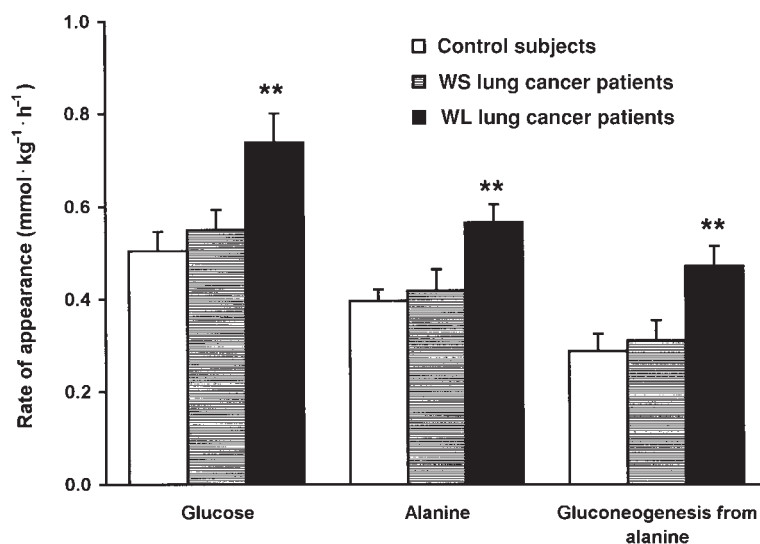 1.0
0.8
0.6
0.4
0.2
0.0
Rate of appearance (mmol·kg⁻¹·h⁻¹)
Control subjects
WS lung cancer patients
WL lung cancer patients
**
**
**
Glucose
Alanine
Gluconeogenesis from
alanine